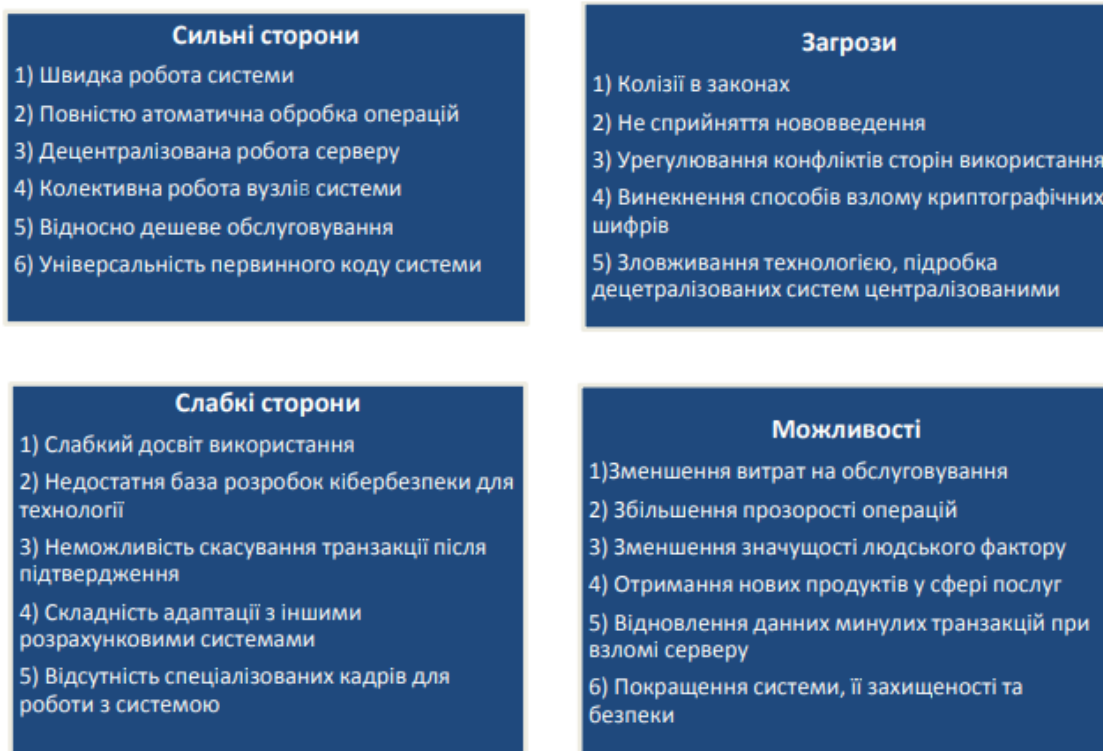 Сильні сторони
1) Швидка робота системи
2) Повністю атоматична обробка операцій
3) Децентралізована робота серверу
4) Колективна робота вузлів системи
5) Відносно дешеве обслуговування
6) Універсальність первинного коду системи
Загрози
1) Колізії в законах
2) Не сприйняття нововведення
3) Урегулювання конфліктів сторін використання
4) Винекнення способів взлому криптографічних
шифрів
5) Зловживання технологією, підробка
децетралізованих систем централізованими
Слабкі сторони
1) Слабкий досвіт використання
2) Недостатня база розробок кібербезпеки для
технології
3) Неможливість скасування транзакції після
підтвердження
4) Складність адаптації з іншими
розрахунковими системами
5) Відсутність спеціалізованих кадрів для
роботи з системою
Можливості
1)Зменшення витрат на обслуговування
2) Збільшення прозорості операцій
3) Зменшення значущості людського фактору
4) Отримання нових продуктів у сфері послуг
5) Відновлення данних минулих транзакцій при
взломі серверу
6) Покращення системи, її захищеності та
безпеки